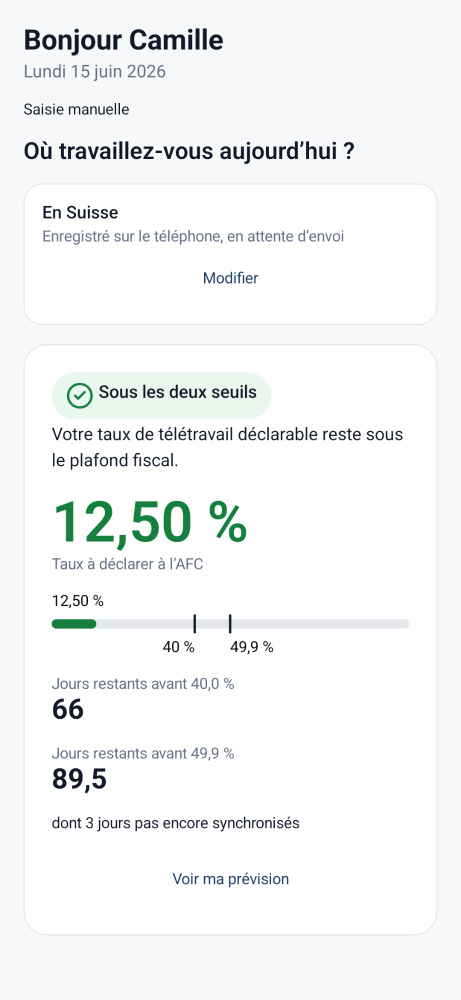 Bonjour Camille
Lundi 15 juin 2026
Saisie manuelle
Où travaillez-vous aujourd’hui ?
En Suisse
Enregistré sur le téléphone, en attente d’envoi
Modifier
Sous les deux seuils
Votre taux de télétravail déclarable reste sous
le plafond fiscal.
12,50 %
Taux à déclarer à l’AFC
12,50 %
40 %
49,9 %
Jours restants avant 40,0 %
66
Jours restants avant 49,9 %
89,5
dont 3 jours pas encore synchronisés
Voir ma prévision